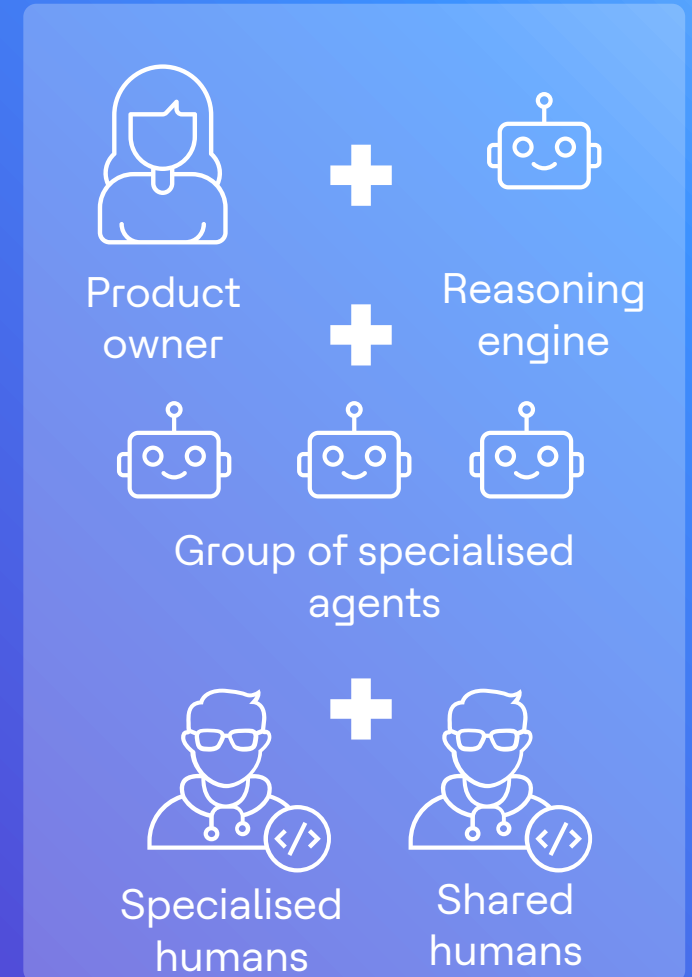 Product
owner
Reasoning
engine
Group of specialised
agents
</>
</>
Specialised
humans
Shared
humans